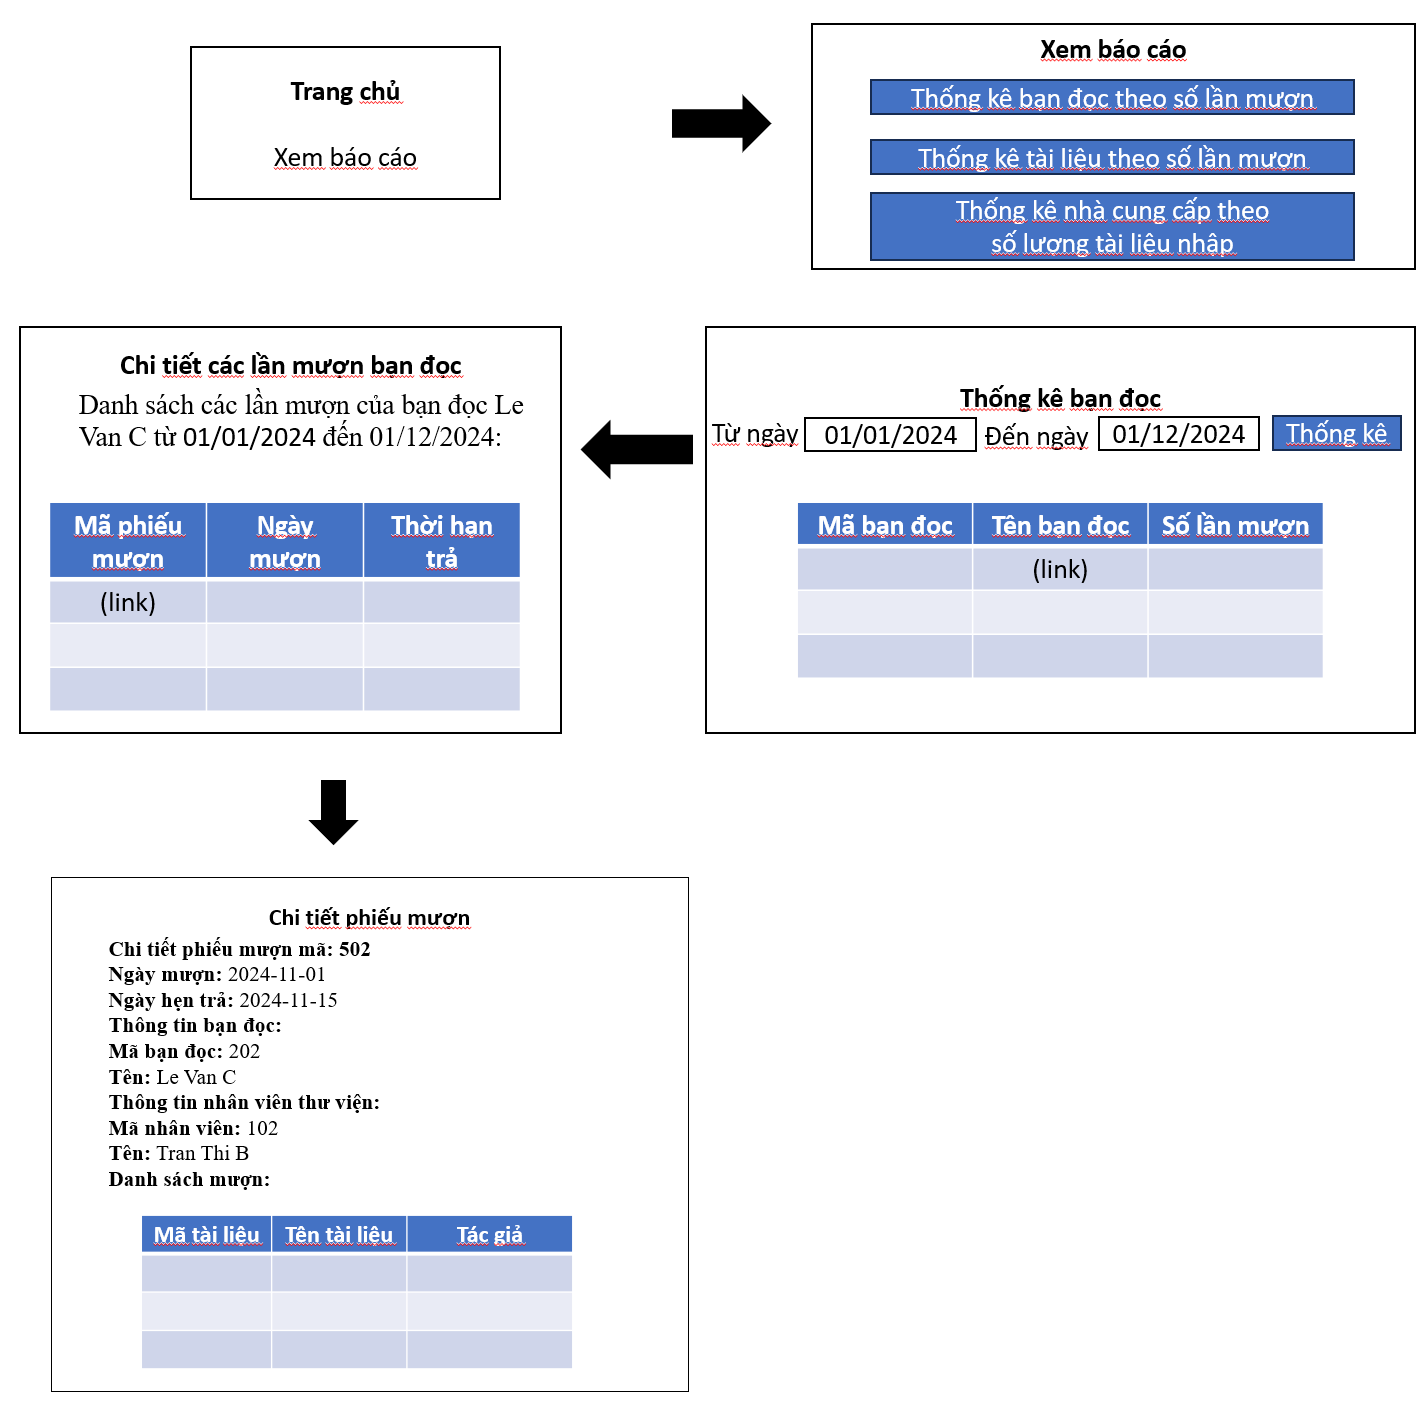 Trang chủ
Xem báo cáo
Xem báo cáo
Thống kê bạn đọc theo số lần mượn
Thống kê tài liệu theo số lần mượn
Thống kê nhà cung cấp theo
số lượng tài liệu nhập
Thống kê bạn đọc
Từ ngày 01/01/2024 Đến ngày 01/12/2024 Thống kê
Mã bạn đọc Tên bạn đọc Số lần mượn
(link)
Chi tiết các lần mượn bạn đọc
Danh sách các lần mượn của bạn đọc Le
Van C từ 01/01/2024 đến 01/12/2024:
Mã phiếu mượn Ngày mượn Thời hạn trả
(link)
Chi tiết phiếu mượn
Chi tiết phiếu mượn mã: 502
Ngày mượn: 2024-11-01
Ngày hẹn trả: 2024-11-15
Thông tin bạn đọc:
Mã bạn đọc: 202
Tên: Le Van C
Thông tin nhân viên thư viện:
Mã nhân viên: 102
Tên: Tran Thi B
Danh sách mượn:
Mã tài liệu Tên tài liệu Tác giả